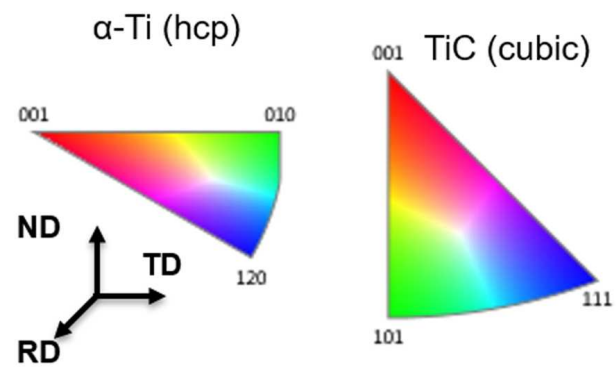 α-Ti (hcp)
TiC (cubic)
001
010
120
ND
TD
RD
001
101
111